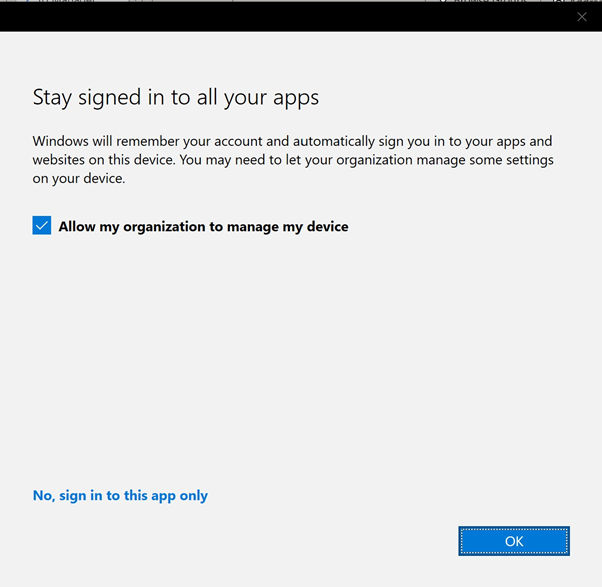 Stay signed in to all your apps
Windows will remember your account and automatically sign you in to your apps and
websites on this device. You may need to let your organization manage some settings
on your device.
Allow my organization to manage my device
No, sign in to this app only
OK